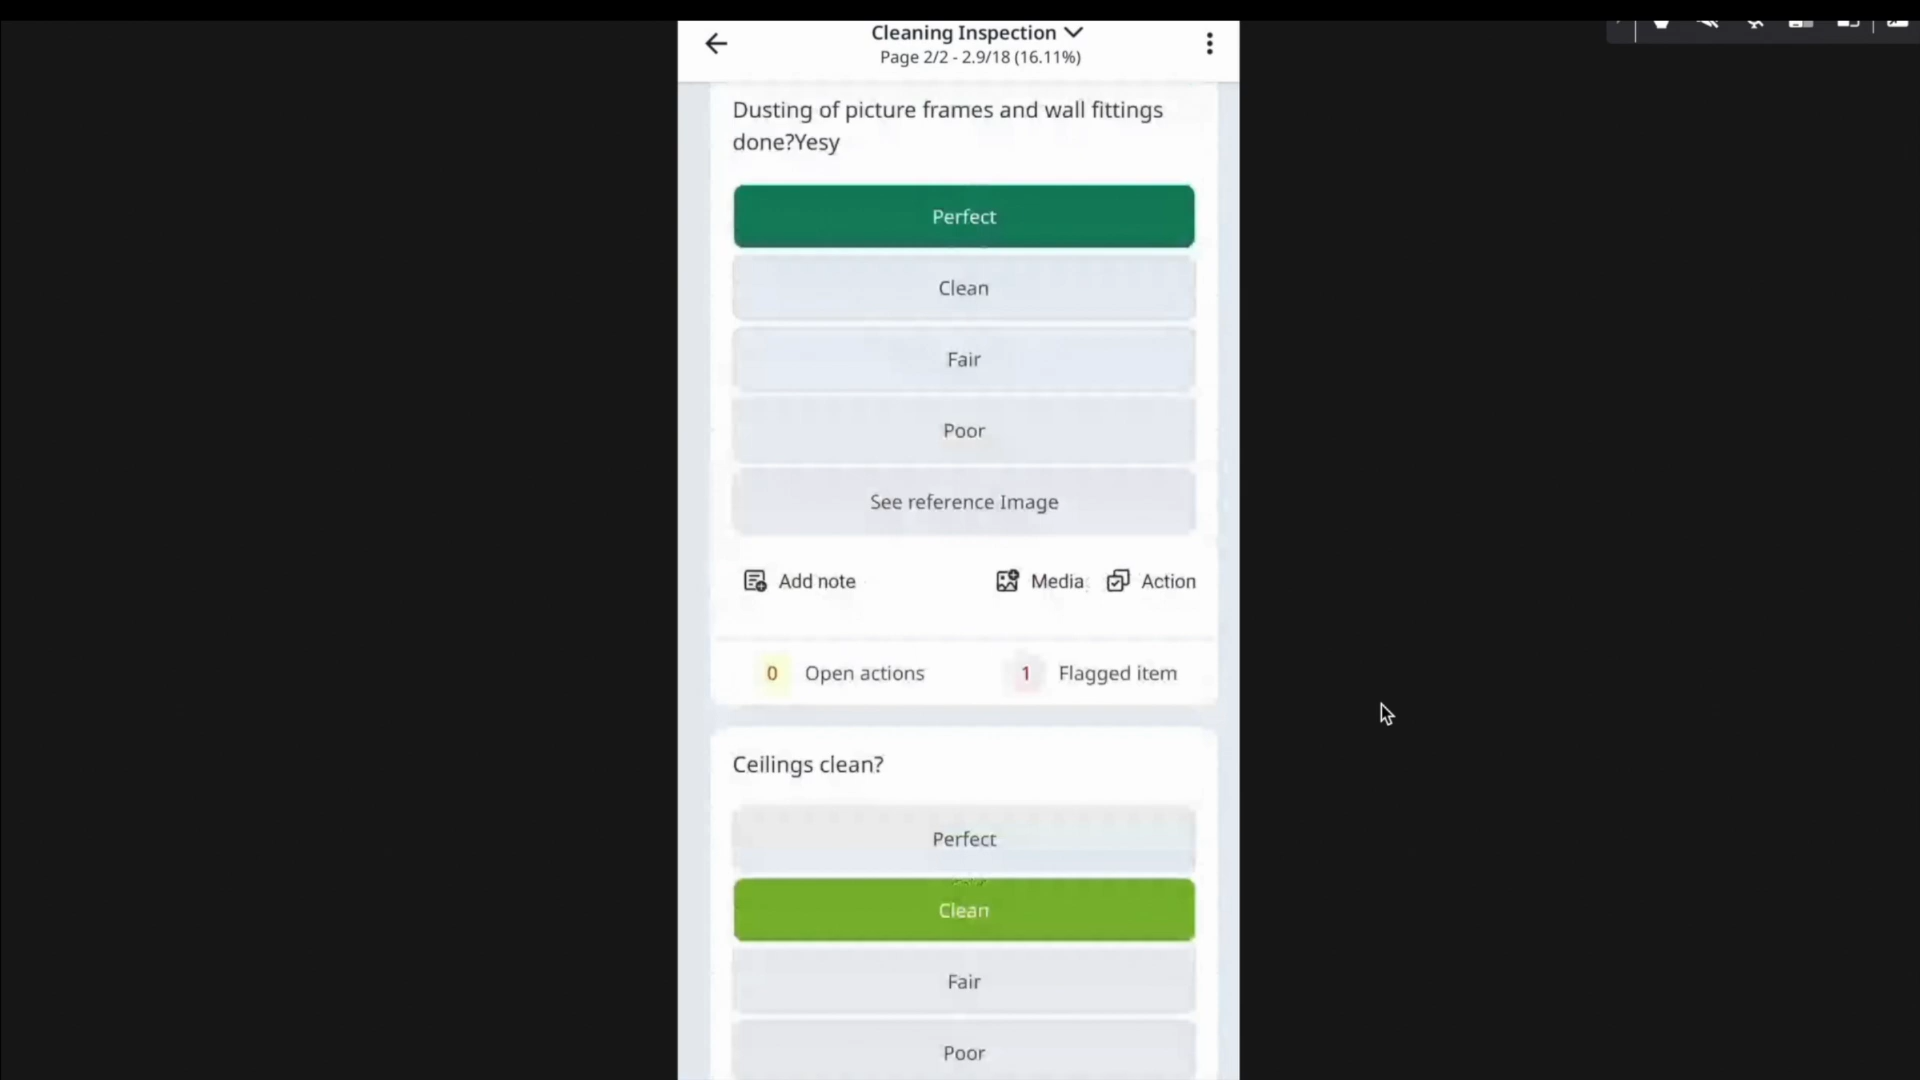 Cleaning Inspection
Page 2/2 - 2.9/18 (16.11%)
Dusting of picture frames and wall fittings
done?Yesy
Perfect
Clean
Fair
Poor
See reference Image
Add note
Media
Action
0 Open actions
1 Flagged item
Ceilings clean?
Perfect
Clean
Fair
Poor